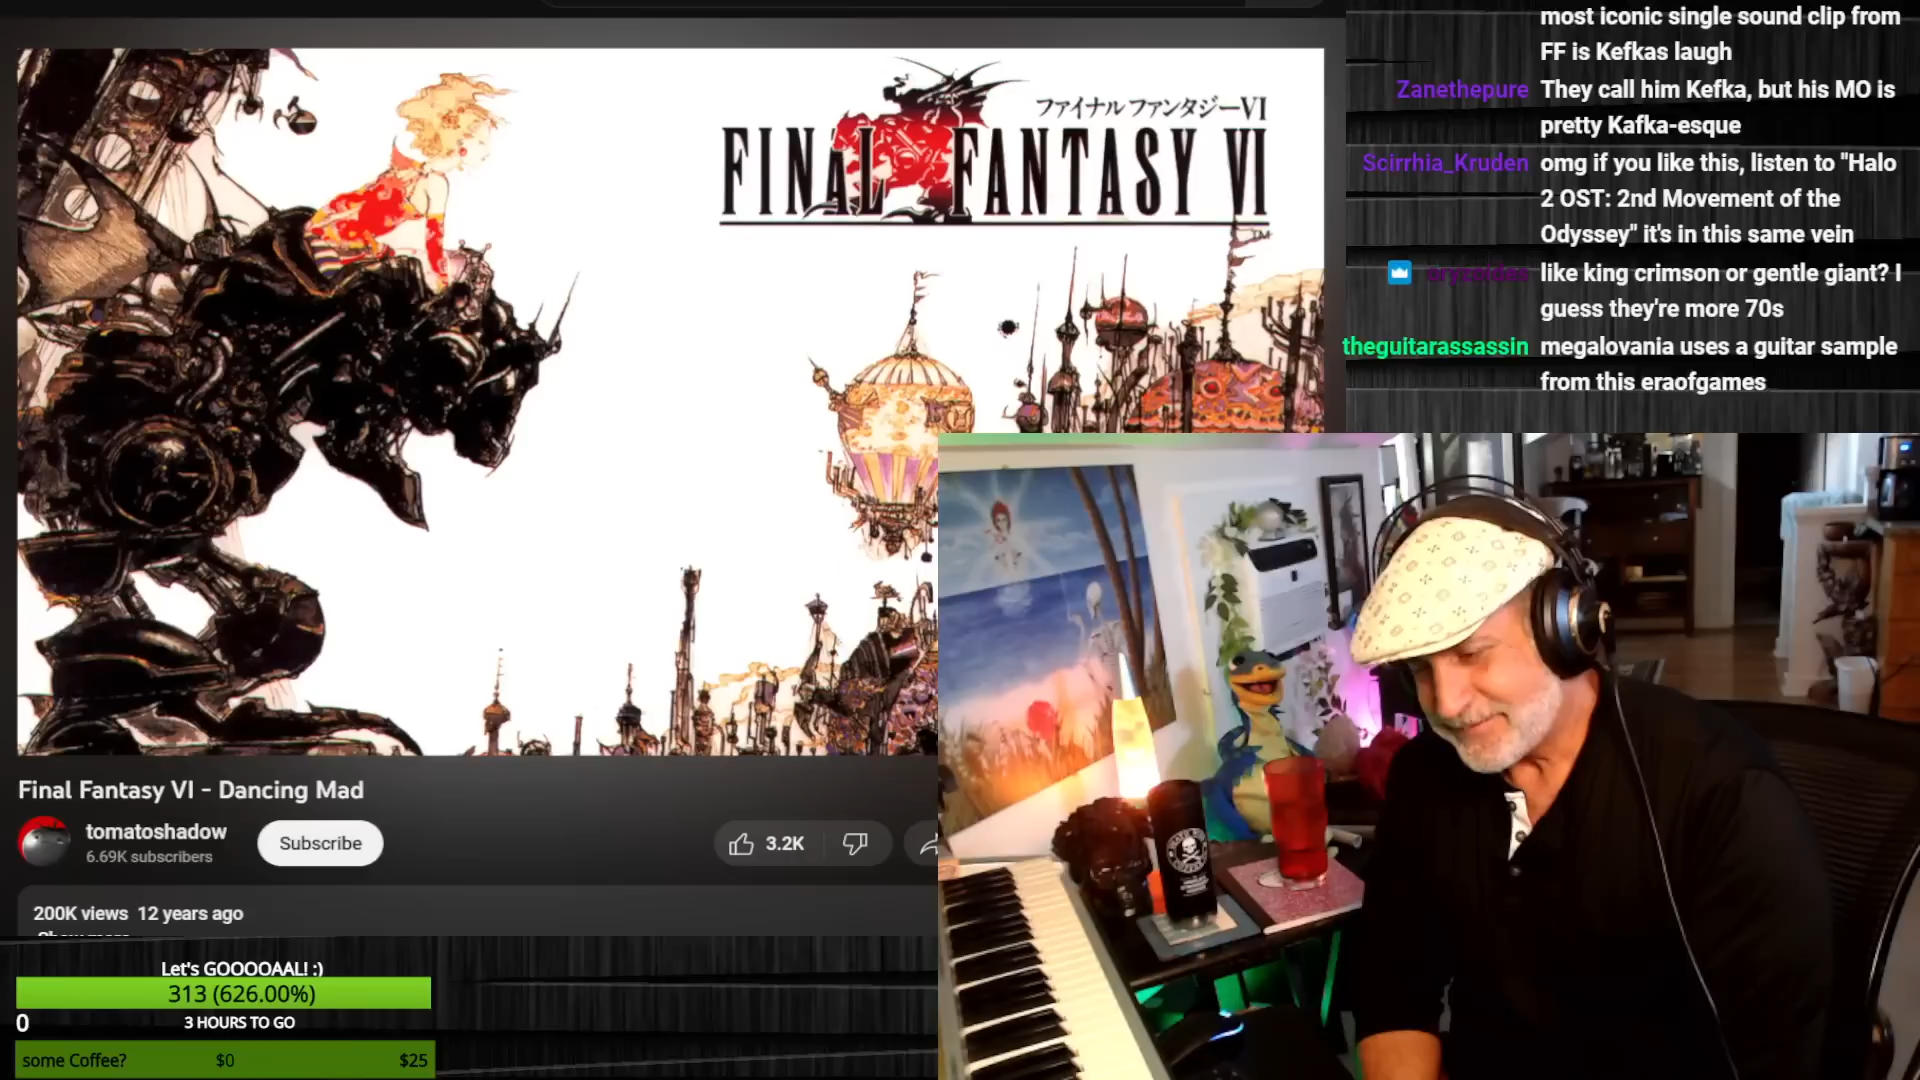 ファイナルファンタジーVI
FINAL FANTASY VI
TM
Final Fantasy VI - Dancing Mad
tomatoshadow
6.69K subscribers
Subscribe
3.2K
200K views 12 years ago
Let's GOOOOAAL! :)
313 (626.00%)
0
3 HOURS TO GO
some Coffee? $0 $25
most iconic single sound clip from
FF is Kefkas laugh
Zanethepure They call him Kefka, but his MO is
pretty Kafka-esque
Scirrhia_Kruden omg if you like this, listen to "Halo
2 OST: 2nd Movement of the
Odyssey" it's in this same vein
like king crimson or gentle giant? I
guess they're more 70s
theguitarassassin megalovania uses a guitar sample
from this eraofgames